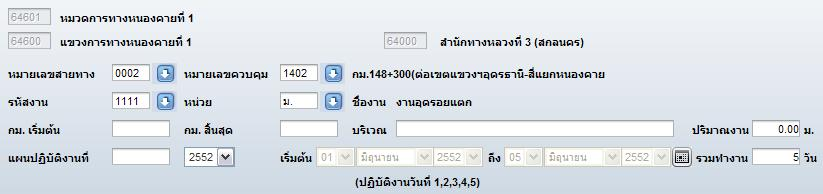 64601 หมวดการทางหนองคายที่ 1
64600 แขวงการทางหนองคายที่ 1 64000 สำนักทางหลวงที่ 3 (สกลนคร)
หมายเลขสายทาง 0002 หมายเลขควบคุม 1402 กม.148+300(ต่อเขตแขวงฯอุดรธานี-สี่แยกหนองคาย
รหัสงาน 1111 หน่วย ม. ชื่องาน งานอุดรอยแตก
กม. เริ่มต้น กม. สิ้นสุด บริเวณ ปริมาณงาน 0.00 ม.
แผนปฏิบัติงานที่ 2552 เริ่มต้น 01 มิถุนายน 2552 ถึง 05 มิถุนายน 2552 รวมทำงาน 5 วัน
(ปฏิบัติงานวันที่ 1,2,3,4,5)